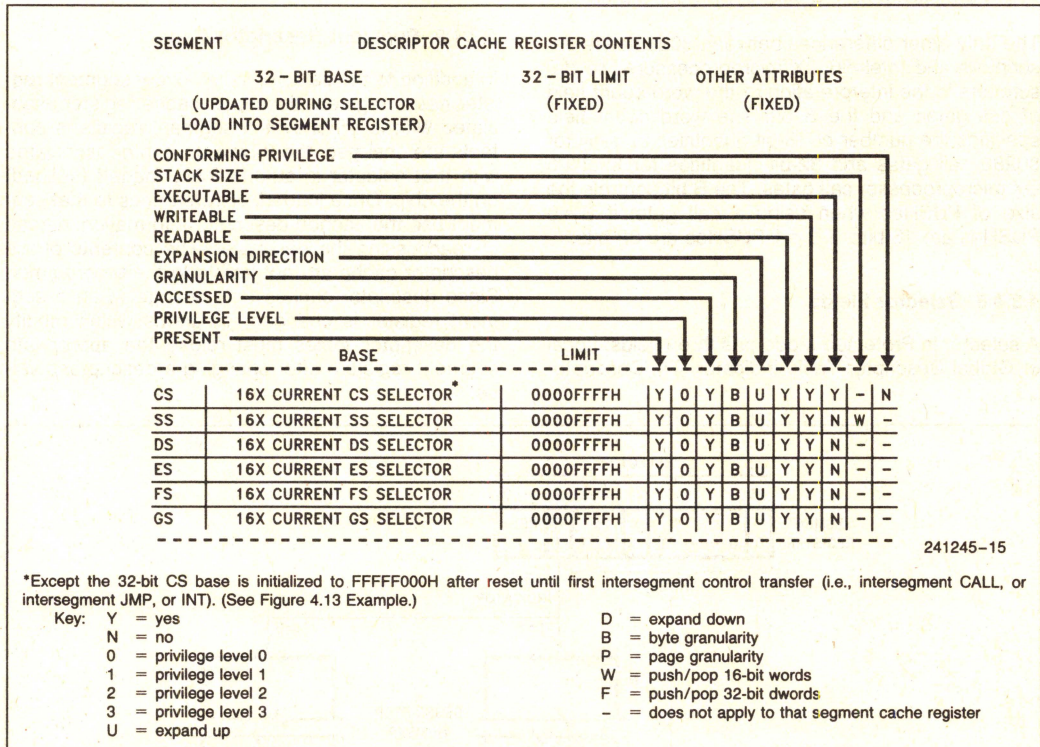 SEGMENT DESCRIPTOR CACHE REGISTER CONTENTS
32 – BIT BASE 32 – BIT LIMIT OTHER ATTRIBUTES
(UPDATED DURING SELECTOR (FIXED) (FIXED)
LOAD INTO SEGMENT REGISTER)
CONFORMING PRIVILEGE
STACK SIZE
EXECUTABLE
WRITEABLE
READABLE
EXPANSION DIRECTION
GRANULARITY
ACCESSED
PRIVILEGE LEVEL
PRESENT
BASE LIMIT
CS 16X CURRENT CS SELECTOR* 0000FFFFH Y 0 Y B U Y Y Y – N
SS 16X CURRENT SS SELECTOR 0000FFFFH Y 0 Y B U Y Y N W –
DS 16X CURRENT DS SELECTOR 0000FFFFH Y 0 Y B U Y Y N – –
ES 16X CURRENT ES SELECTOR 0000FFFFH Y 0 Y B U Y Y N – –
FS 16X CURRENT FS SELECTOR 0000FFFFH Y 0 Y B U Y Y N – –
GS 16X CURRENT GS SELECTOR 0000FFFFH Y 0 Y B U Y Y N – –
241245–15
*Except the 32-bit CS base is initialized to FFFFF000H after reset until first intersegment control transfer (i.e., intersegment CALL, or
intersegment JMP, or INT). (See Figure 4.13 Example.)
Key: Y = yes
N = no
0 = privilege level 0
1 = privilege level 1
2 = privilege level 2
3 = privilege level 3
U = expand up
D = expand down
B = byte granularity
P = page granularity
W = push/pop 16-bit words
F = push/pop 32-bit dwords
– = does not apply to that segment cache register